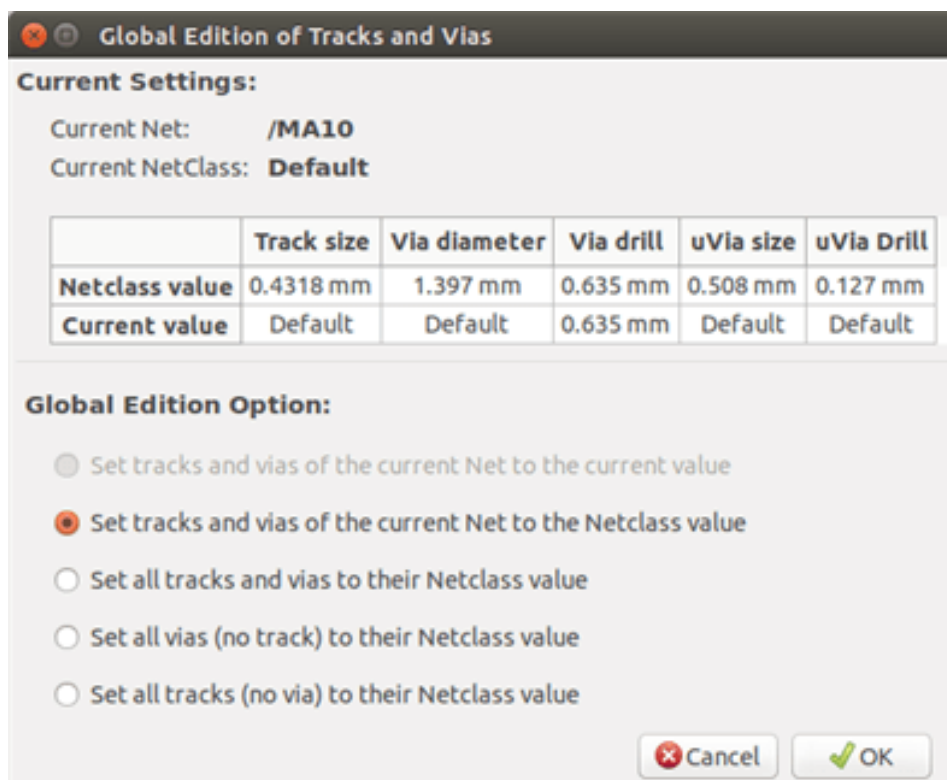 Global Edition of Tracks and Vias
Current Settings:
Current Net: /MA10
Current NetClass: Default
Track size Via diameter Via drill uVia size uVia Drill
Netclass value 0.4318 mm 1.397 mm 0.635 mm 0.508 mm 0.127 mm
Current value Default Default 0.635 mm Default Default
Global Edition Option:
Set tracks and vias of the current Net to the current value
Set tracks and vias of the current Net to the Netclass value
Set all tracks and vias to their Netclass value
Set all vias (no track) to their Netclass value
Set all tracks (no via) to their Netclass value
Cancel OK